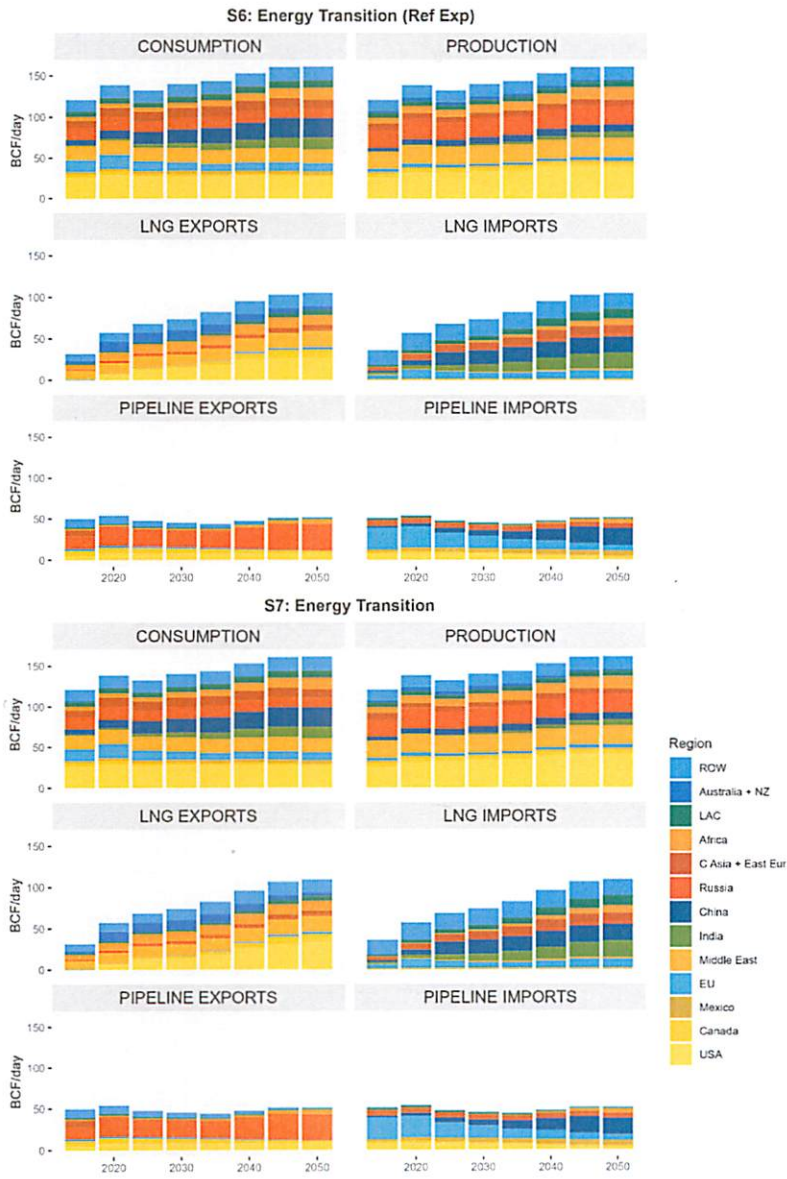 S6: Energy Transition (Ref Exp)
CONSUMPTION
PRODUCTION
BCF/day
150
100
50
0
LNG EXPORTS
LNG IMPORTS
BCF/day
150
100
50
0
PIPELINE EXPORTS
PIPELINE IMPORTS
BCF/day
150
100
50
0
2020 2030 2040 2050
2020 2030 2040 2050
S7: Energy Transition
CONSUMPTION
PRODUCTION
BCF/day
150
100
50
0
LNG EXPORTS
LNG IMPORTS
BCF/day
150
100
50
0
PIPELINE EXPORTS
PIPELINE IMPORTS
BCF/day
150
100
50
0
2020 2030 2040 2050
2020 2030 2040 2050
Region
ROW
Australia + NZ
LAC
Africa
C Asia + East Eur
Russia
China
India
Middle East
EU
Mexico
Canada
USA